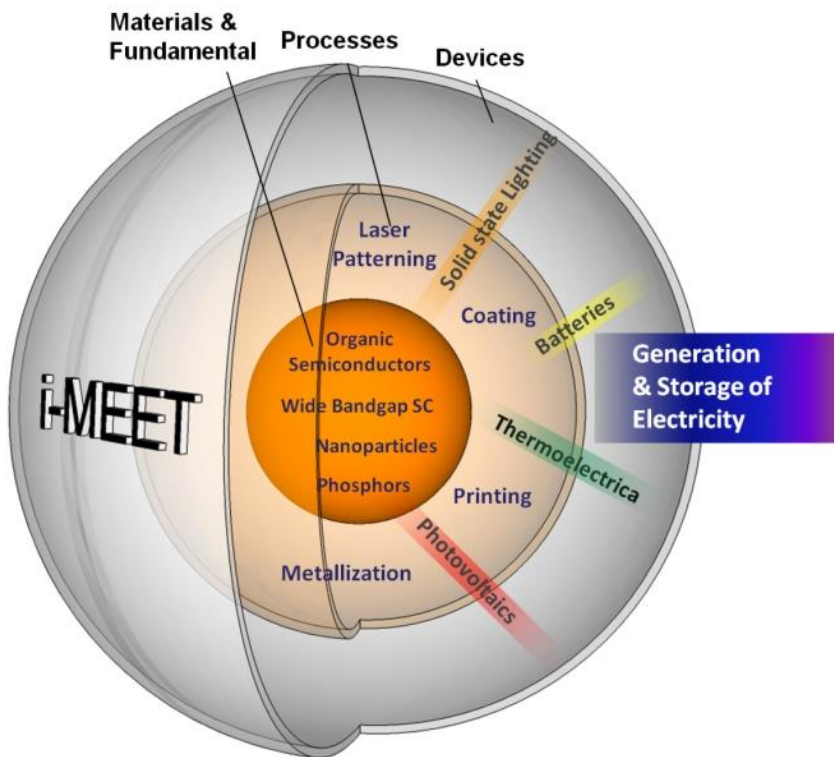 Materials &
Fundamental
Processes
Devices
Laser
Patterning
Solid state Lighting
Coating
Batteries
Organic
Semiconductors
Wide Bandgap SC
Nanoparticles
Phosphors
i-MEET
Generation
& Storage of
Electricity
Thermoelectrica
Printing
Photovoltaics
Metallization